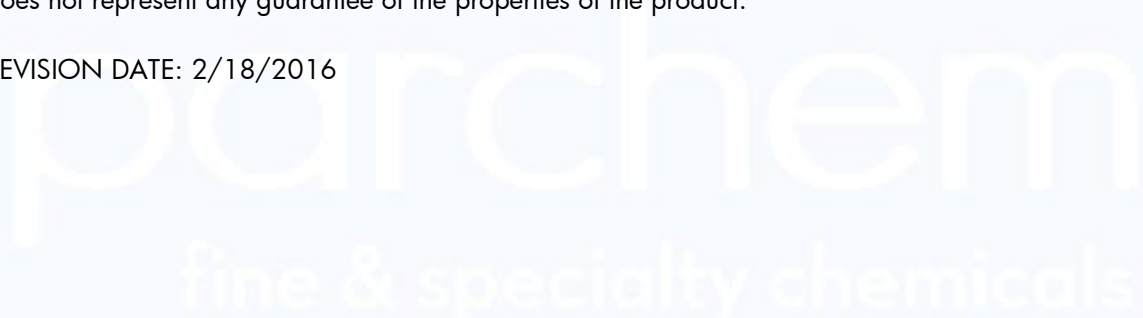 oes not represent any guarantee of the properties of the product.
EVISION DATE: 2/18/2016
parchem
fine & specialty chemicals